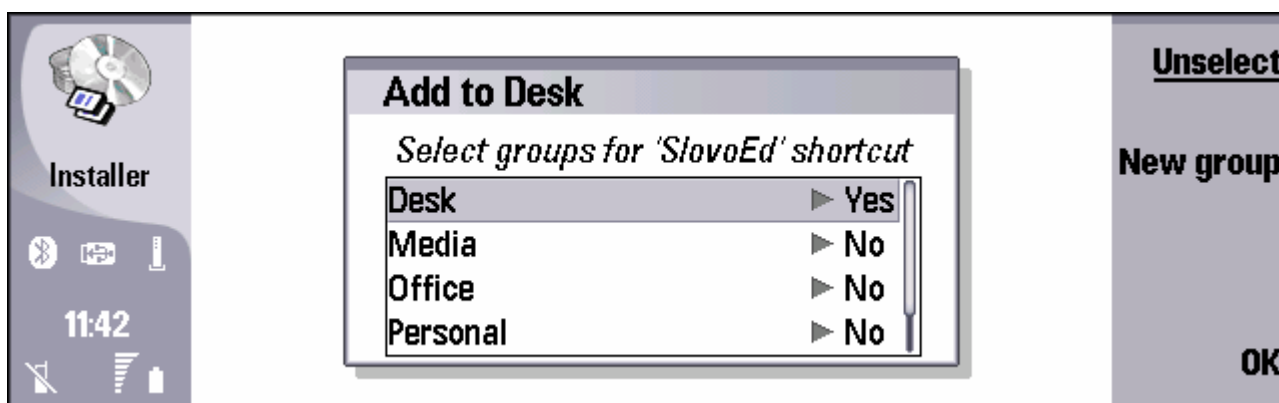 Installer
11:42
Add to Desk
Select groups for 'SlovoEd' shortcut
Desk Yes
Media No
Office No
Personal No
Unselect
New group
OK